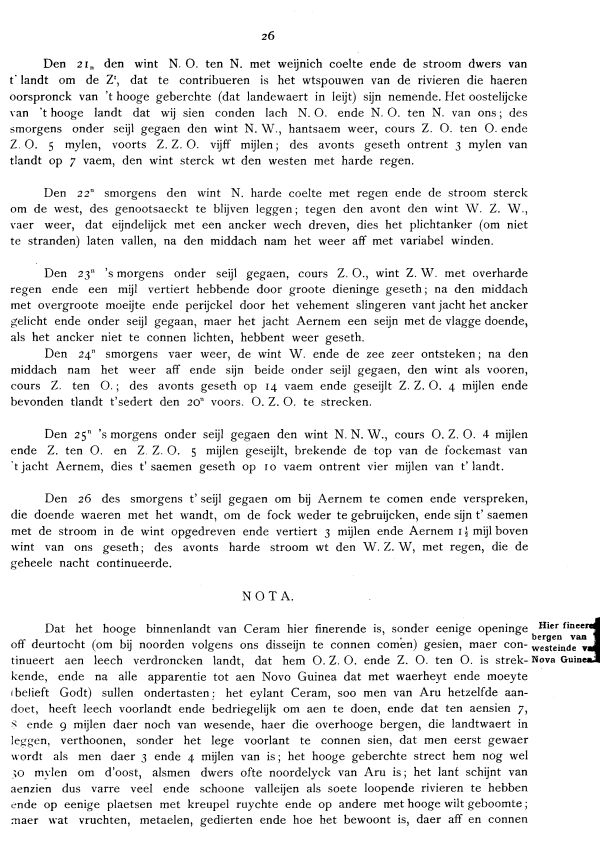 26
Den 21n den wint N. O. ten N. met weijnich coelte ende de stroom dwers van
t' landt om de Zt, dat te contribueren is het wtspouwen van de rivieren die haeren
oorspronck van 't hooge geberchte (dat landewaert in leijt) sijn nemende. Het oostelijcke
van 't hooge landt dat wij sien conden lach N. O. ende N. O. ten N. van ons; des
smorgens onder seijl gegaen den wint N. W., hantsaem weer, cours Z. O. ten O. ende
Z. O. 5 mylen, voorts Z. Z. O. vijff mijlen; des avonts geseth ontrent 3 mylen van
tlandt op 7 vaem, den wint sterck wt den westen met harde regen.
Den 22n smorgens den wint N. harde coelte met regen ende de stroom sterck
om de west, des genootsaeckt te blijven leggen; tegen den avont den wint W. Z. W.,
vaer weer, dat eijndelijck met een ancker wech dreven, dies het plichtanker (om niet
te stranden) laten vallen, na den middach nam het weer aff met variabel winden.
Den 23n 's morgens onder seijl gegaen, cours Z. O., wint Z. W. met overharde
regen ende een mijl vertiert hebbende door groote dieninge geseth; na den middach
met overgroote moeijte ende perijckel door het vehement slingeren vant jacht het ancker
gelicht ende onder seijl gegaan, maer het jacht Aernem een seijn met de vlagge doende,
als het ancker niet te connen lichten, hebbent weer geseth.
Den 24n smorgens vaer weer, de wint W. ende de zee zeer ontsteken; na den
middach nam het weer aff ende sijn beide onder seijl gegaen, den wint als vooren,
cours Z. ten O.; des avonts geseth op 14 vaem ende geseijlt Z. Z. O. 4 mijlen ende
bevonden tlandt t'sedert den 20n voors. O. Z. O. te strecken.
Den 25n 's morgens onder seijl gegaen den wint N. N. W., cours O. Z. O. 4 mijlen
ende Z. ten O. en Z. Z. O. 5 mijlen geseijlt, brekende de top van de fockemast van
't jacht Aernem, dies t' saemen geseth op 10 vaem ontrent vier mijlen van t' landt.
Den 26 des smorgens t' seijl gegaen om bij Aernem te comen ende verspreken,
die doende waeren met het wandt, om de fock weder te gebruijcken, ende sijn t' saemen
met de stroom in de wint opgedreven ende vertiert 3 mijlen ende Aernem 1½ mijl boven
wint van ons geseth; des avonts harde stroom wt den W. Z. W, met regen, die de
geheele nacht continueerde.
NOTA.
Dat het hooge binnenlandt van Ceram hier finerende is, sonder eenige openinge
off deurtocht (om bij noorden volgens ons disseijn te connen comen) gesien, maer con-
tinueert aen leech verdroncken landt, dat hem O. Z. O. ende Z. O. ten O. is strek-
kende, ende na alle apparentie tot aen Novo Guinea dat met waerheyt ende moeyte
(belieft Godt) sullen ondertasten: het eylant Ceram, soo men van Aru hetzelfde aan-
doet, heeft leech voorlandt ende bedriegelijk om aen te doen, ende dat ten aensien 7,
8 ende 9 mijlen daer noch van wesende, haer die overhooge bergen, die landtwaert in
leggen, verthoonen, sonder het lege voorlant te connen sien, dat men eerst gewaer
wordt als men daer 3 ende 4 mijlen van is; het hooge geberchte strect hem nog wel
30 mylen om d'oost, alsmen dwers ofte noordelyck van Aru is; het lant schijnt van
aenzien dus varre veel ende schoone valleijen als soete loopende rivieren te hebben
ende op eenige plaetsen met kreupel ruychte ende op andere met hooge wilt geboomte;
maer wat vruchten, metaelen, gedierten ende hoe het bewoont is, daer aff en connen
Hier
bergen van
westeinde
Nova Guinea